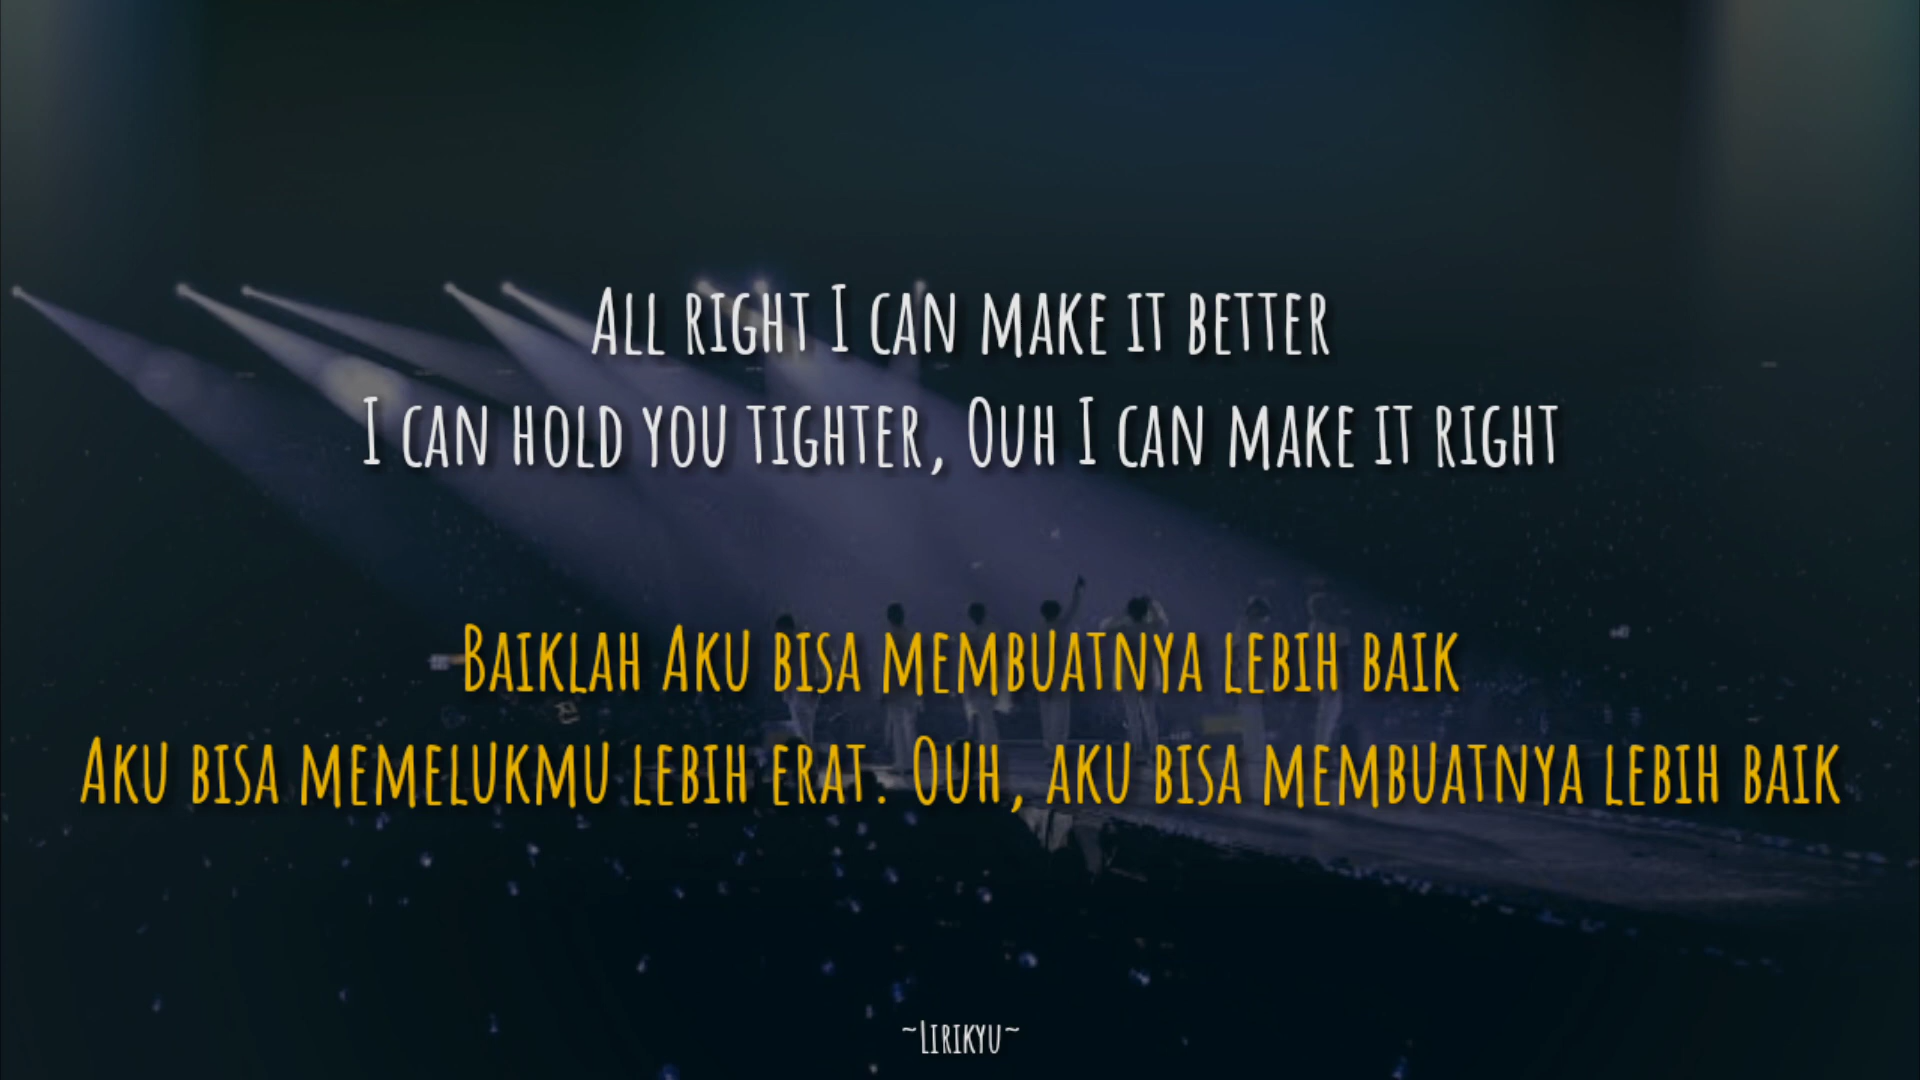 All right I can make it better
I can hold you tighter, Ouh I can make it right
Baiklah Aku bisa membuatnya lebih baik
Aku bisa memelukmu lebih erat. Ouh, aku bisa membuatnya lebih baik
~Lirikyu~